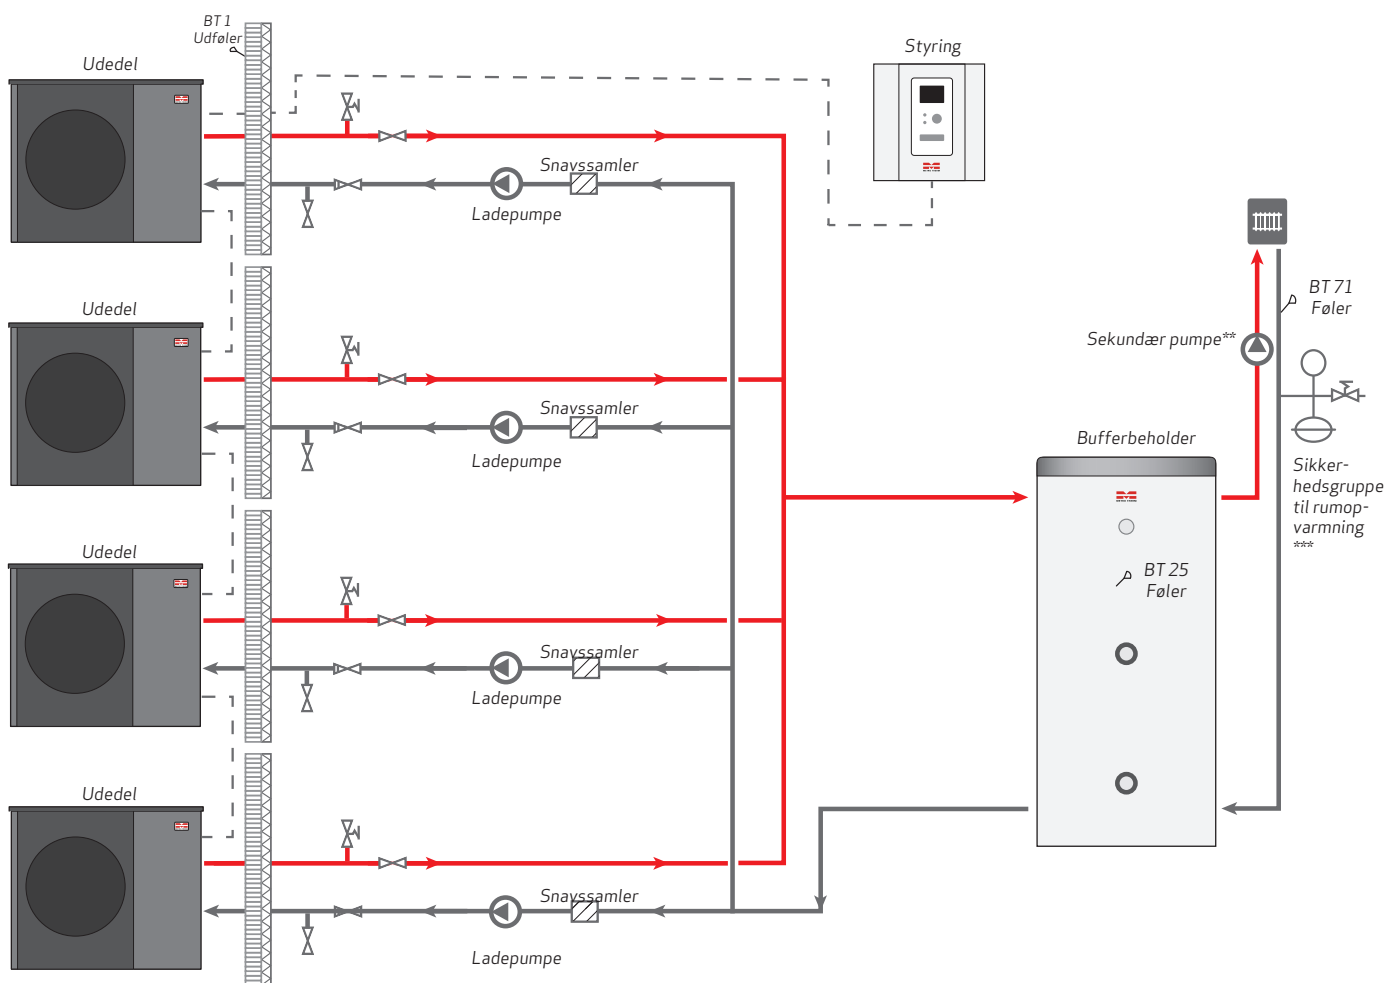 BT 1
Udføler
Udedel
Styring
Snavssamler
Ladepumpe
Udedel
Snavssamler
Ladepumpe
BT 71
Føler
Sekundær pumpe**
Bufferbeholder
Sikker-
hedsgruppe
til rumop-
varmning
***
BT 25
Føler
Udedel
Snavssamler
Ladepumpe
Udedel
Snavssamler
Ladepumpe